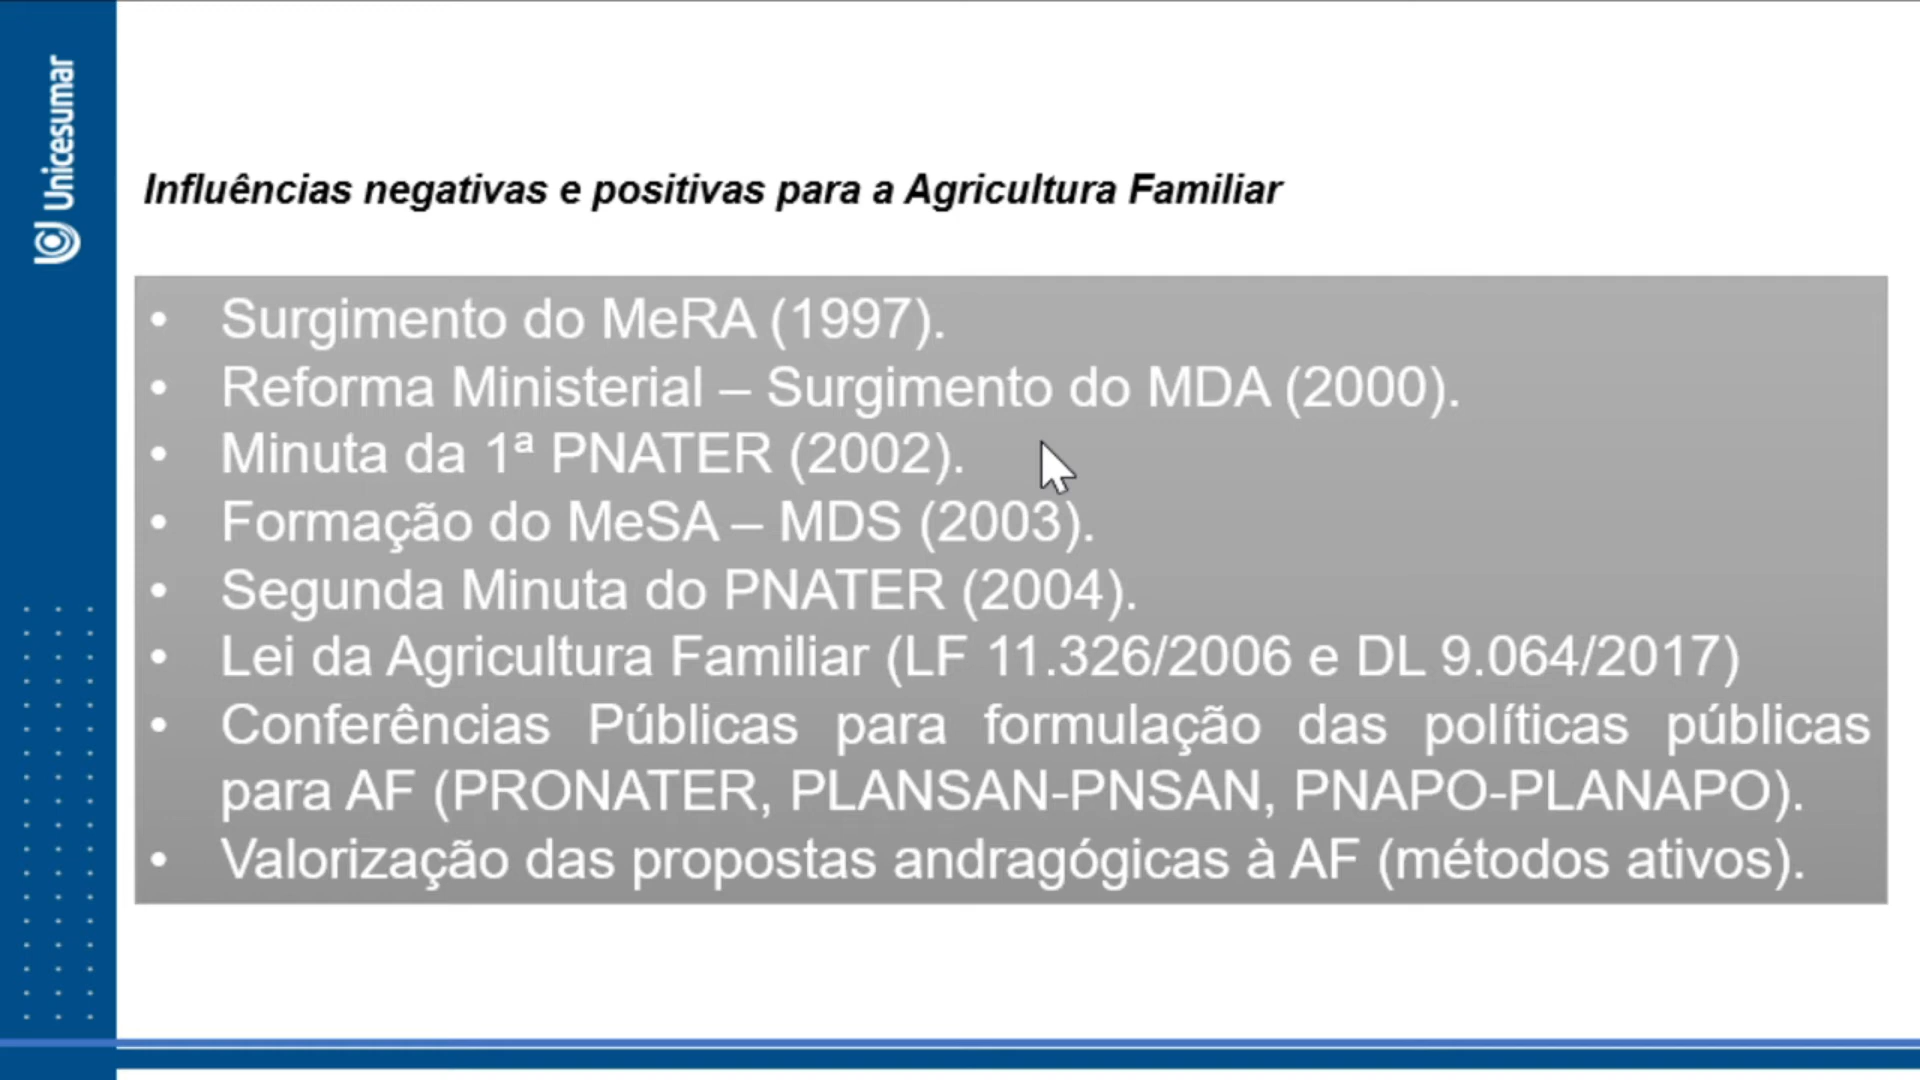 Unicesumar
Influências negativas e positivas para a Agricultura Familiar
• Surgimento do MeRA (1997).
• Reforma Ministerial – Surgimento do MDA (2000).
• Minuta da 1ª PNATER (2002).
• Formação do MeSA – MDS (2003).
• Segunda Minuta do PNATER (2004).
• Lei da Agricultura Familiar (LF 11.326/2006 e DL 9.064/2017)
• Conferências Públicas para formulação das políticas públicas
para AF (PRONATER, PLANSAN-PNSAN, PNAPO-PLANAPO).
• Valorização das propostas andragógicas à AF (métodos ativos).